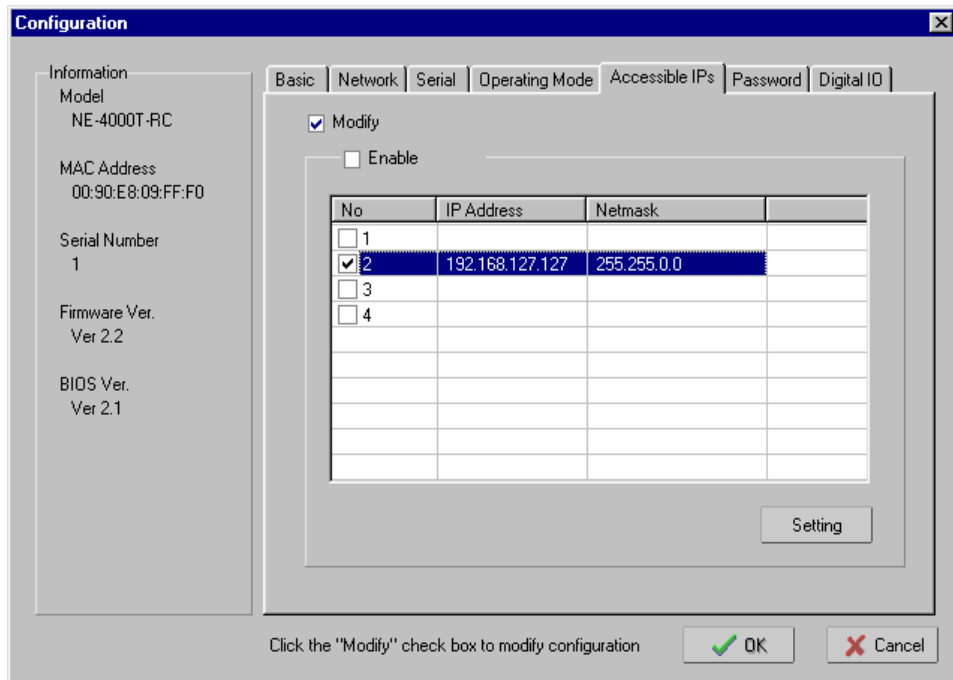 Configuration
Information
Model
NE-4000T-RC
MAC Address
00:90:E8:09:FF:F0
Serial Number
1
Firmware Ver.
Ver 2.2
BIOS Ver.
Ver 2.1
Basic Network Serial Operating Mode Accessible IPs Password Digital IO
Modify
Enable
No IP Address Netmask
1
2 192.168.127.127 255.255.0.0
3
4
Setting
Click the "Modify" check box to modify configuration
OK
Cancel